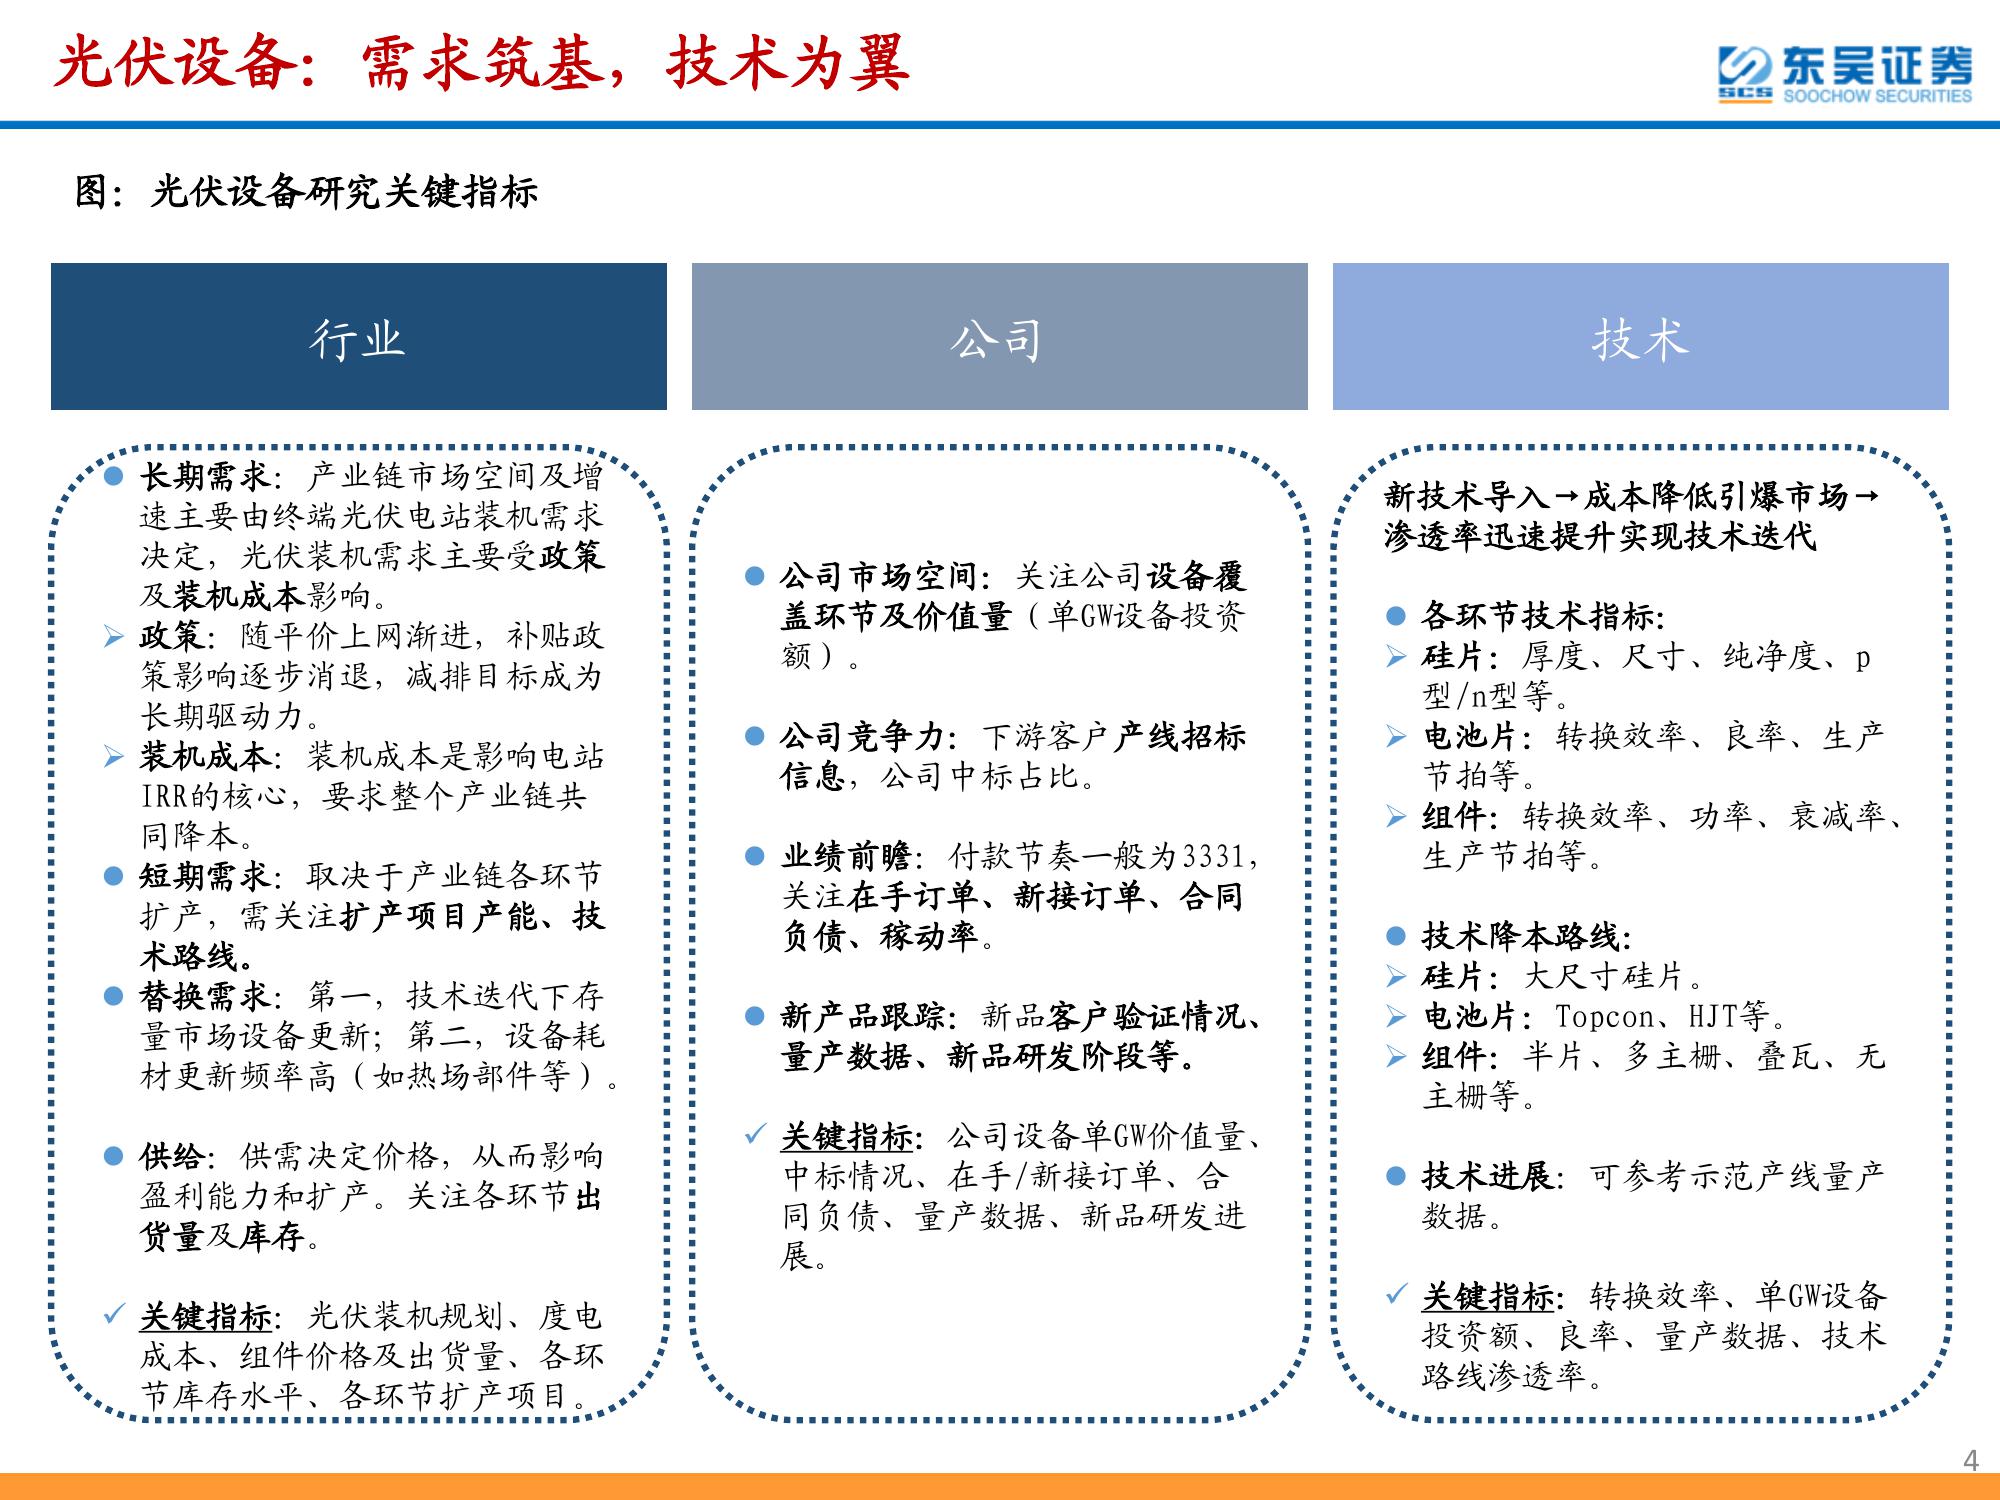 光伏设备：需求筑基，技术为翼
SCS
东吴证券
SOOCHOW SECURITIES
图：光伏设备研究关键指标
行业
长期需求：产业链市场空间及增
速主要由终端光伏电站装机需求
决定，光伏装机需求主要受政策
及装机成本影响。
政策：随平价上网渐进，补贴政
策影响逐步消退，减排目标成为
长期驱动力。
装机成本：装机成本是影响电站
IRR的核心，要求整个产业链共
同降本。
短期需求：取决于产业链各环节
扩产，需关注扩产项目产能、技
术路线。
替换需求：第一，技术迭代下存
量市场设备更新；第二，设备耗
材更新频率高（如热场部件等）。
供给：供需决定价格，从而影响
盈利能力和扩产。关注各环节出
货量及库存。
关键指标：光伏装机规划、度电
成本、组件价格及出货量、各环
节库存水平、各环节扩产项目。
公司
公司市场空间：关注公司设备覆
盖环节及价值量（单GW设备投资
额）。
公司竞争力：下游客户产线招标
信息，公司中标占比。
业绩前瞻：付款节奏一般为3331，
关注在手订单、新接订单、合同
负债、稼动率。
新产品跟踪：新品客户验证情况、
量产数据、新品研发阶段等。
关键指标：公司设备单GW价值量、
中标情况、在手/新接订单、合
同负债、量产数据、新品研发进
展。
技术
新技术导入→成本降低引爆市场→
渗透率迅速提升实现技术迭代
各环节技术指标：
硅片：厚度、尺寸、纯净度、p
型/n型等。
电池片：转换效率、良率、生产
节拍等。
组件：转换效率、功率、衰减率、
生产节拍等。
技术降本路线：
硅片：大尺寸硅片。
电池片：Topcon、HJT等。
组件：半片、多主栅、叠瓦、无
主栅等。
技术进展：可参考示范产线量产
数据。
关键指标：转换效率、单GW设备
投资额、良率、量产数据、技术
路线渗透率。
4